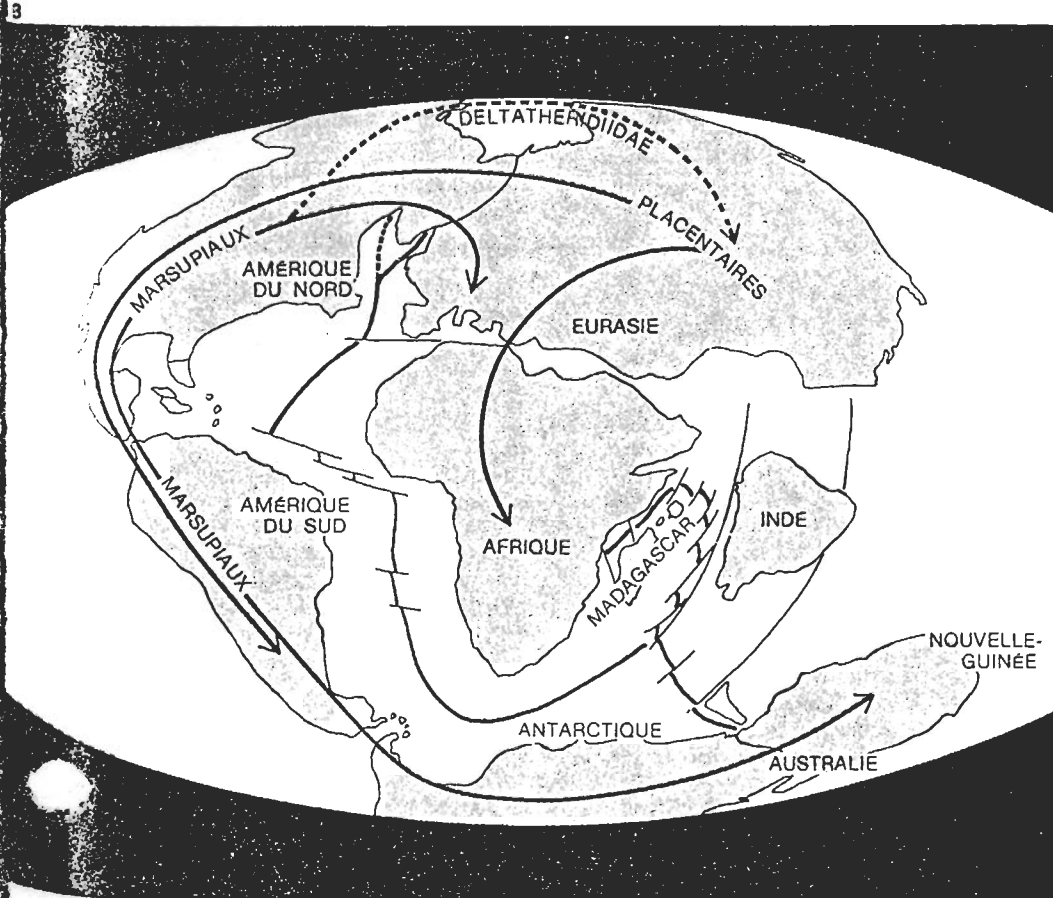 3
DELTATHERIDIIDAE
PLACENTAIRES
MARSUPIAUX
AMÉRIQUE
DU NORD
EURASIE
MARSUPIAUX
AMÉRIQUE
DU SUD
AFRIQUE
MADAGASCAR
INDE
NOUVELLE-
GUINÉE
ANTARCTIQUE
AUSTRALIE